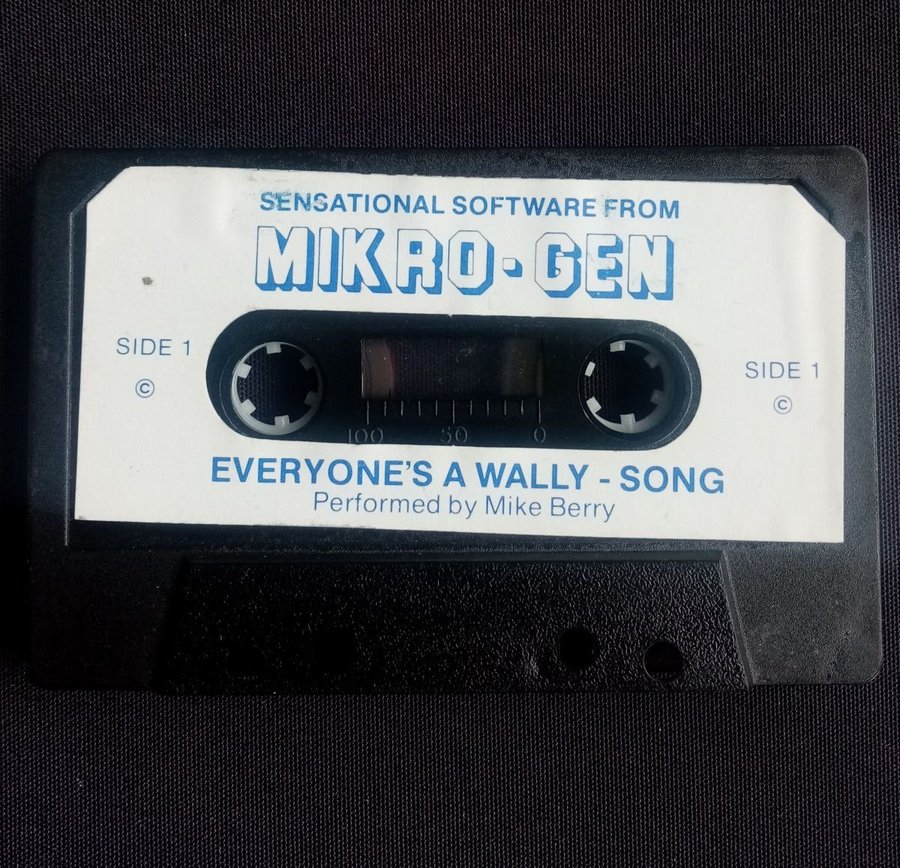 SENSATIONAL SOFTWARE FROM
MIKRO-GEN
SIDE 1
©
SIDE 1
©
100 50 0
EVERYONE'S A WALLY - SONG
Performed by Mike Berry